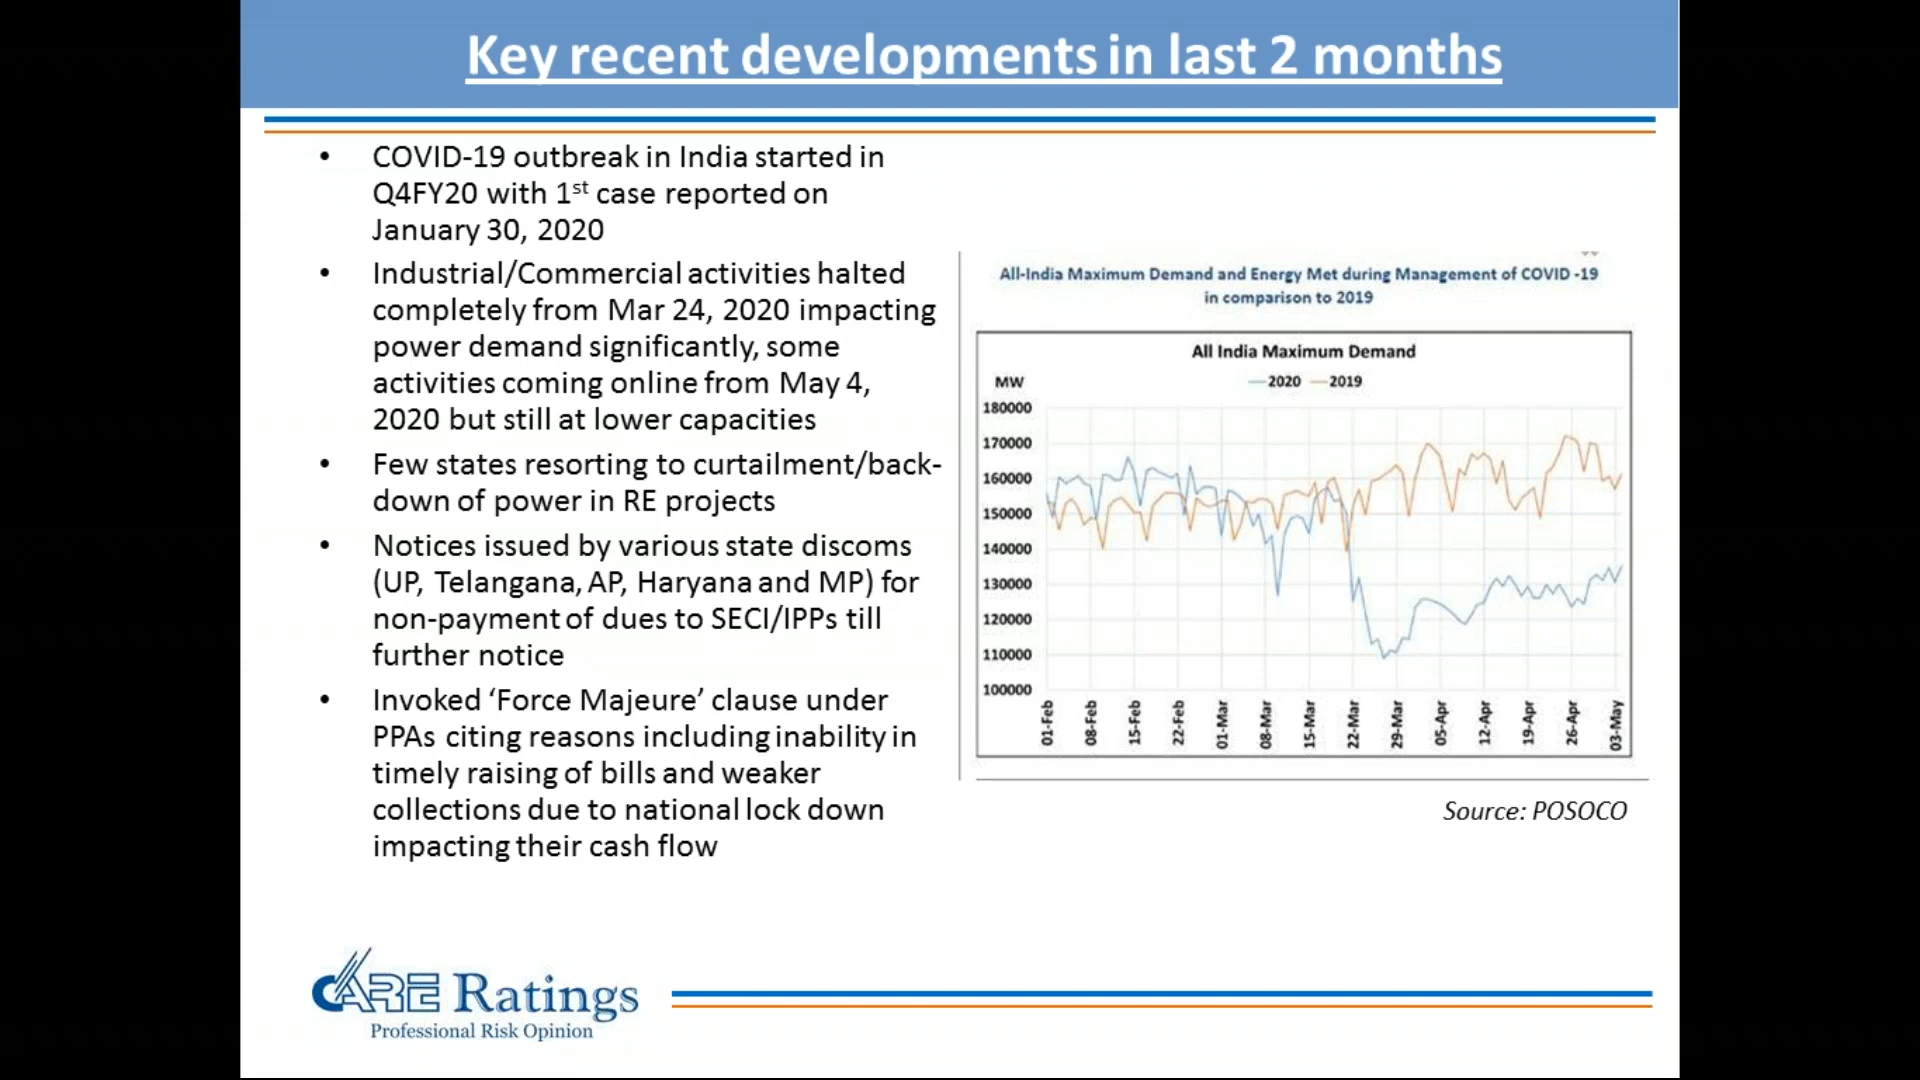 Key recent developments in last 2 months
• COVID-19 outbreak in India started in
Q4FY20 with 1st case reported on
January 30, 2020
• Industrial/Commercial activities halted
completely from Mar 24, 2020 impacting
power demand significantly, some
activities coming online from May 4,
2020 but still at lower capacities
• Few states resorting to curtailment/back-
down of power in RE projects
• Notices issued by various state discoms
(UP, Telangana, AP, Haryana and MP) for
non-payment of dues to SECI/IPPs till
further notice
• Invoked ‘Force Majeure’ clause under
PPAs citing reasons including inability in
timely raising of bills and weaker
collections due to national lock down
impacting their cash flow
All-India Maximum Demand and Energy Met during Management of COVID -19
in comparison to 2019
All India Maximum Demand
MW
2020 2019
180000
170000
160000
150000
140000
130000
120000
110000
100000
01-Feb
08-Feb
15-Feb
22-Feb
01-Mar
08-Mar
15-Mar
22-Mar
29-Mar
05-Apr
12-Apr
19-Apr
26-Apr
03-May
Source: POSOCO
CARE Ratings
Professional Risk Opinion